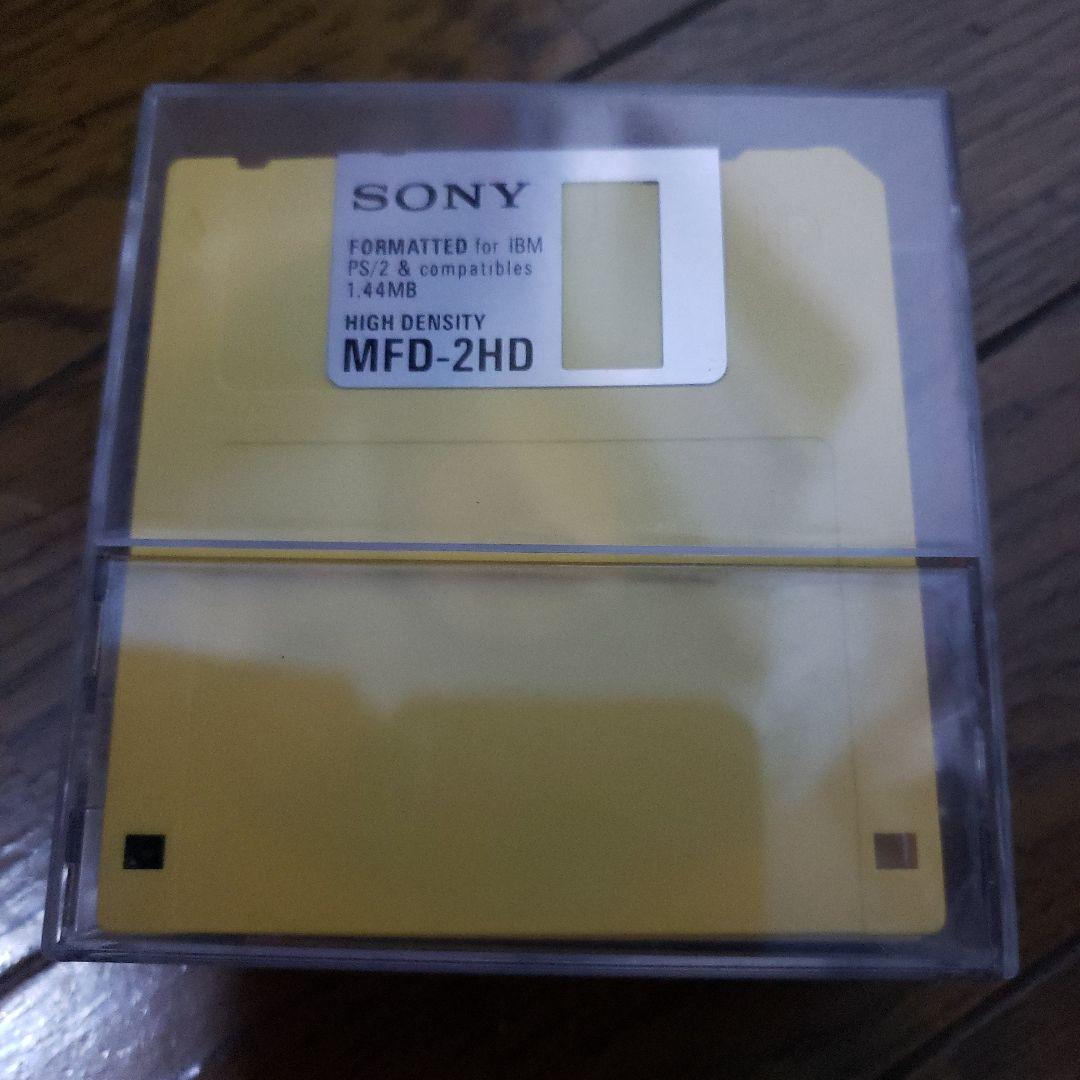 SONY
FORMATTED for IBM
PS/2 & compatibles
1.44MB
HIGH DENSITY
MFD-2HD